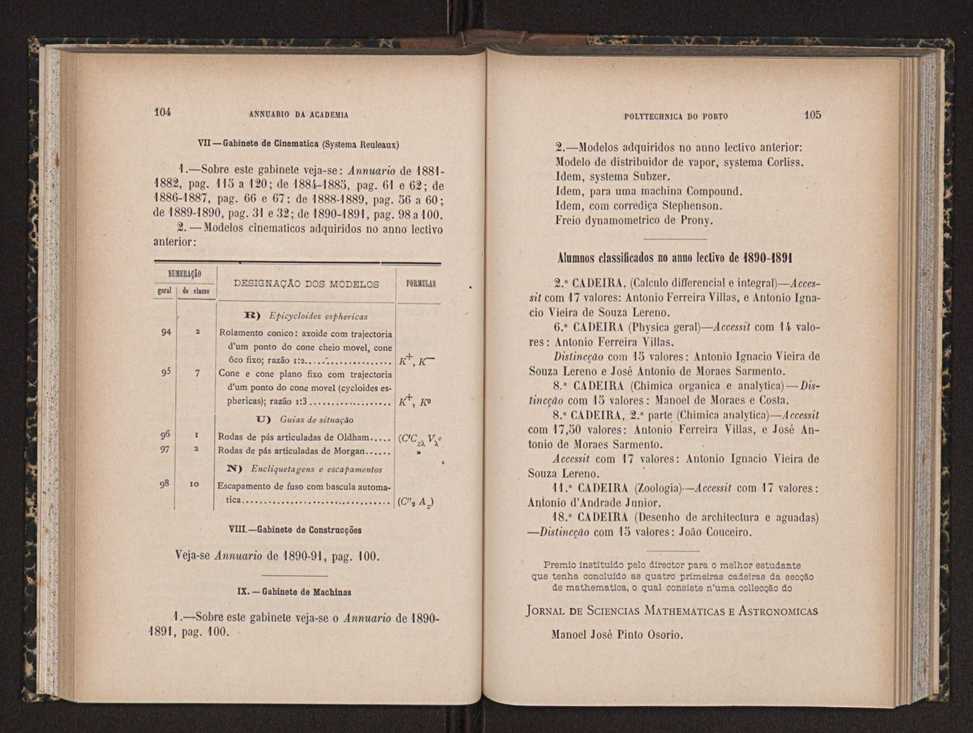 104
ANNUARIO DA ACADEMIA
VII — Gabinete de Cinematica (Systema Reuleaux)
1.—Sobre este gabinete veja-se: Annuario de 1881-
1882, pag. 115 a 120; de 1884-1885, pag. 61 e 62; de
1886-1887, pag. 66 e 67; de 1888-1889, pag. 56 a 60;
de 1889-1890, pag. 31 e 32; de 1890-1891, pag. 98 a 100.
2.—Modelos cinematicos adquiridos no anno lectivo
anterior:
NUMERAÇÃO
geral de classe
DESIGNAÇÃO DOS MODELOS
FORMULAS
R) Epicycloides esphericas
94 2 Rolamento conico: axoide com trajectoria
d'um ponto do cone cheio movel, cone
ôco fixo; razão 1:2.................... K+, K—
95 7 Cone e cone plano fixo com trajectoria
d'um ponto do cone movel (cycloides es-
phericas); razão 1:3.................. K+, Kº
U) Guias de situação
96 1 Rodas de pás articuladas de Oldham..... (C'C Vλ
97 2 Rodas de pás articuladas de Morgan...... »
N) Encliquetagens e escapamentos
98 10 Escapamento de fuso com bascula automa-
tica................................. (C"2 Az)
VIII.—Gabinete de Construcções
Veja-se Annuario de 1890-91, pag. 100.
IX. — Gabinete de Machinas
1.—Sobre este gabinete veja-se o Annuario de 1890-
1891, pag. 100.
POLYTECHNICA DO PORTO
105
2.—Modelos adquiridos no anno lectivo anterior:
Modelo de distribuidor de vapor, systema Corliss.
Idem, systema Subzer.
Idem, para uma machina Compound.
Idem, com corrediça Stephenson.
Freio dynamometrico de Prony.
Alumnos classificados no anno lectivo de 1890-1891
2.ª CADEIRA, (Calculo differencial e integral)—Acces-
sit com 17 valores: Antonio Ferreira Villas, e Antonio Igna-
cio Vieira de Souza Lereno.
6.ª CADEIRA (Physica geral)—Accessit com 14 valo-
res: Antonio Ferreira Villas.
Distincção com 15 valores: Antonio Ignacio Vieira de
Souza Lereno e José Antonio de Moraes Sarmento.
8.ª CADEIRA (Chimica organica e analytica)—Dis-
tincção com 15 valores: Manoel de Moraes e Costa.
8.ª CADEIRA, 2.ª parte (Chimica analytica)—Accessit
com 17,50 valores: Antonio Ferreira Villas, e José An-
tonio de Moraes Sarmento.
Accessit com 17 valores: Antonio Ignacio Vieira de
Souza Lereno.
11.ª CADEIRA (Zoologia)—Accessit com 17 valores:
Antonio d'Andrade Junior.
18.ª CADEIRA (Desenho de architectura e aguadas)
—Distincção com 15 valores: João Couceiro.
Premio instituido pelo director para o melhor estudante
que tenha concluido as quatro primeiras cadeiras da secção
de mathematica, o qual consiste n'uma collecção do
JORNAL DE SCIENCIAS MATHEMATICAS E ASTRONOMICAS
Manoel José Pinto Osorio.